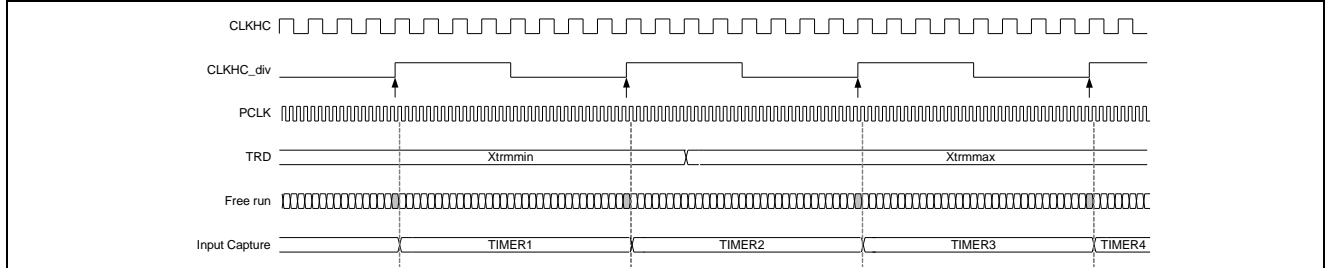 CLKHC
CLKHC_div
PCLK
TRD Xtrmmin Xtrmmax
Free run
Input Capture TIMER1 TIMER2 TIMER3 TIMER4